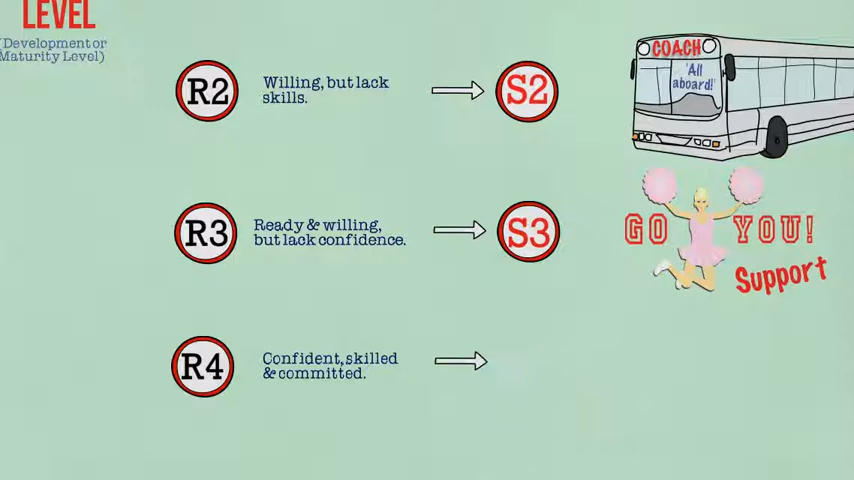 LEVEL
(Development or
Maturity Level)
R2
Willing, but lack
skills.
S2
COACH
'All
aboard!'
R3
Ready & willing,
but lack confidence.
S3
GO YOU!
Support
R4
Confident, skilled
& committed.